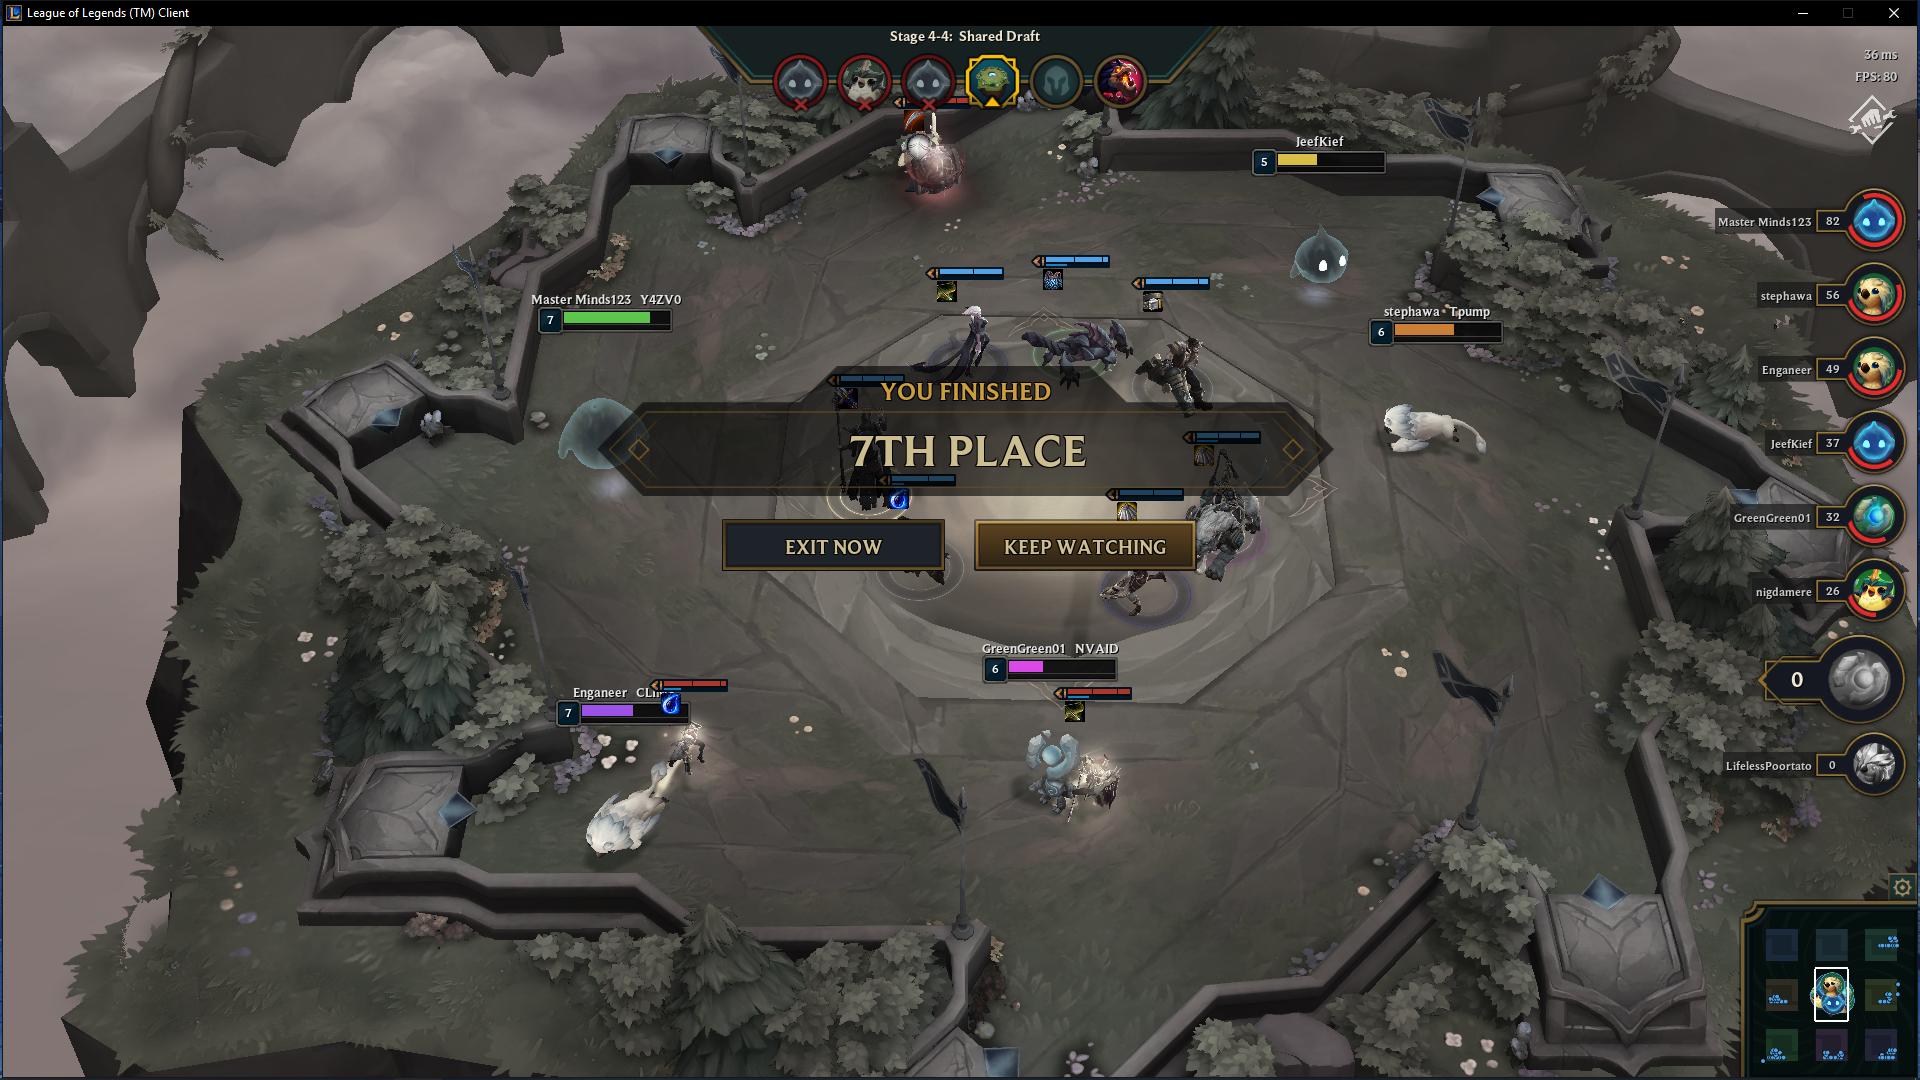 League of Legends (TM) Client
Stage 4-4: Shared Draft
36 ms
FPS: 80
JeefKief
5
Master Minds123 82
Master Minds123 Y4ZV0
7
stephawa 56
stephawa Tpump
6
Enganeer 49
YOU FINISHED
7TH PLACE
JeefKief 37
GreenGreen01 32
EXIT NOW
KEEP WATCHING
nigdamere 26
GreenGreen01 NVAID
6
0
Enganeer
7
LifelessPoortato 0